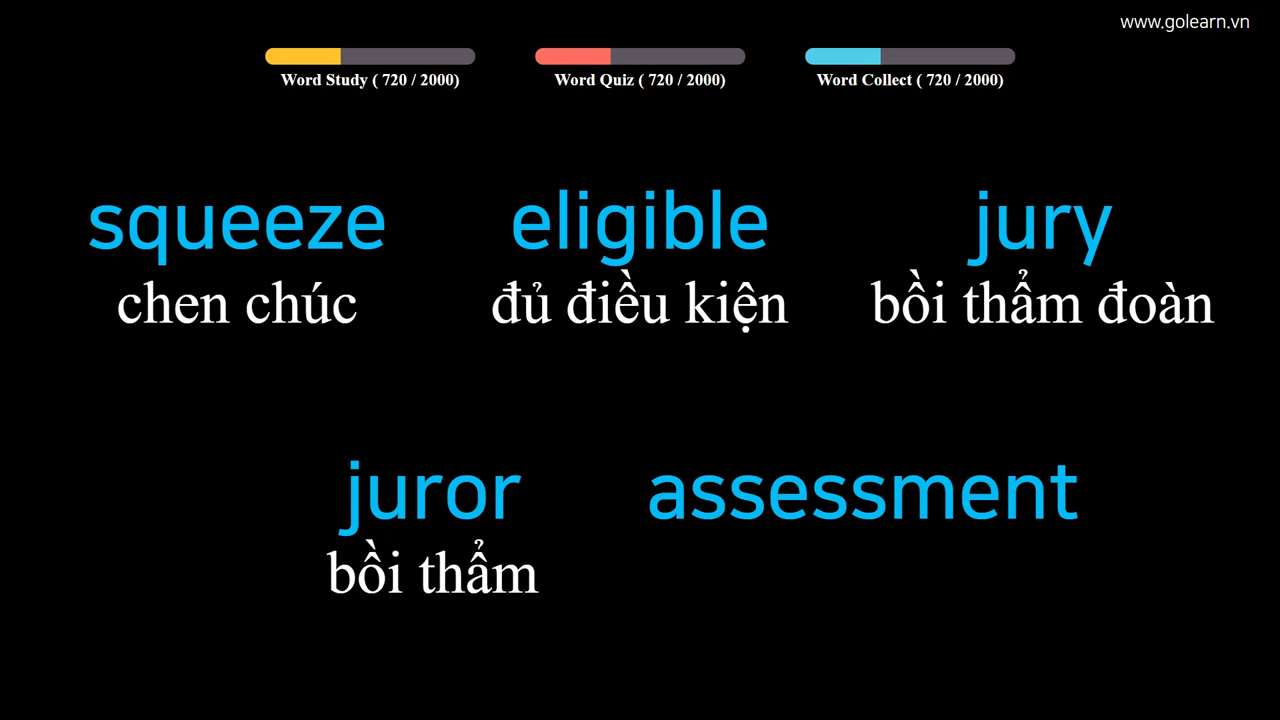 www.golearn.vn
Word Study ( 720 / 2000)
Word Quiz ( 720 / 2000)
Word Collect ( 720 / 2000)
squeeze
chen chúc
eligible
đủ điều kiện
jury
bồi thẩm đoàn
juror
bồi thẩm
assessment